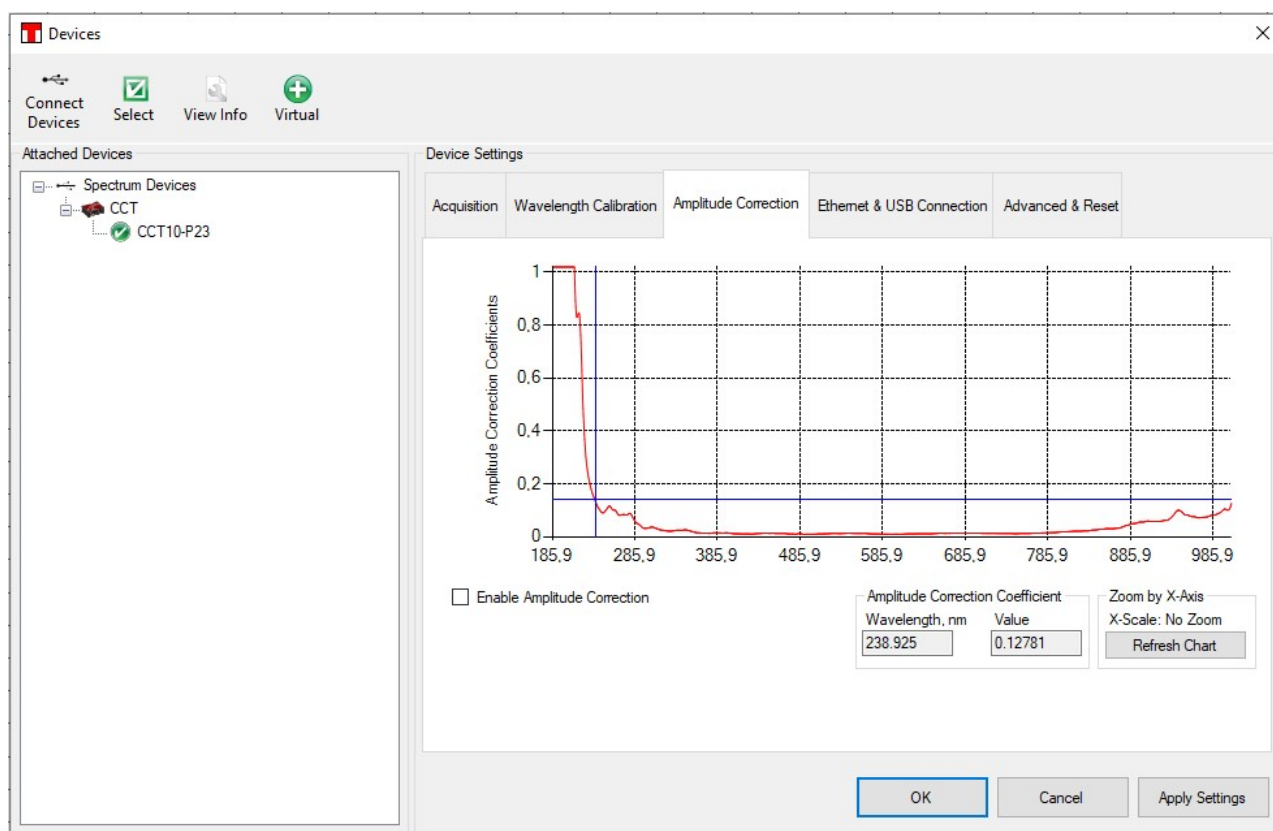 Devices
Connect
Devices
Select
View Info
Virtual
Attached Devices
Spectrum Devices
CCT
CCT10-P23
Device Settings
Acquisition
Wavelength Calibration
Amplitude Correction
Ethernet & USB Connection
Advanced & Reset
Amplitude Correction Coefficients
1
0.8
0.6
0.4
0.2
0
185,9
285,9
385,9
485,9
585,9
685,9
785,9
885,9
985,9
Enable Amplitude Correction
Amplitude Correction Coefficient
Wavelength, nm
Value
238.925
0.12781
Zoom by X-Axis
X-Scale: No Zoom
Refresh Chart
OK
Cancel
Apply Settings